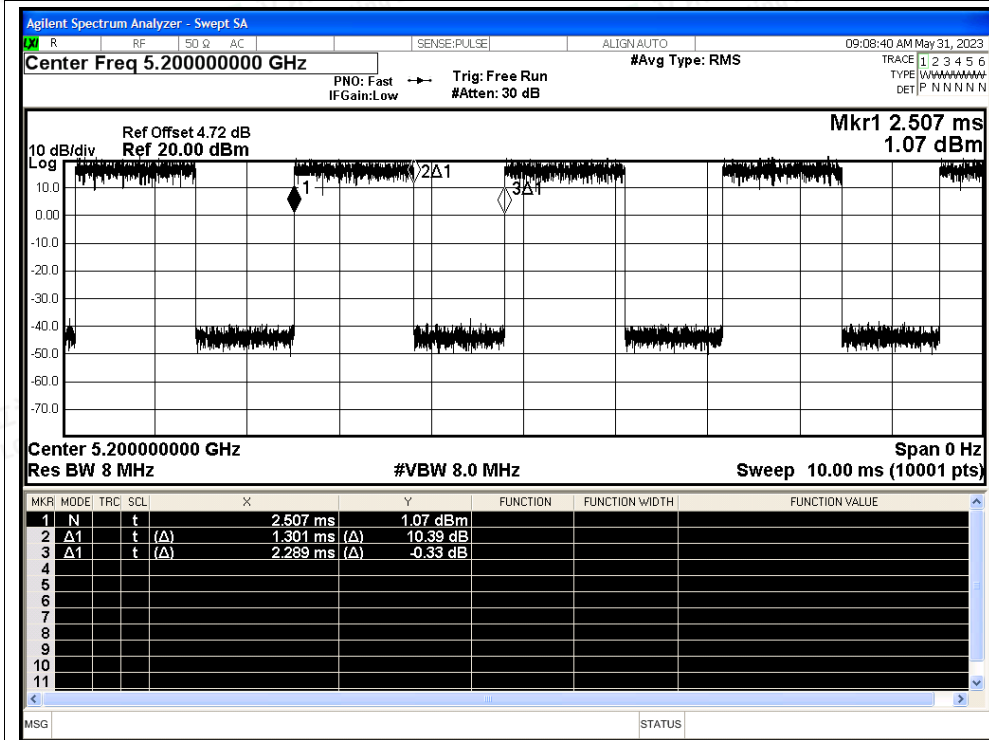 Agilent Spectrum Analyzer - Swept SA
LXI R RF 50 Ω AC SENSE:PULSE ALIGN AUTO 09:08:40 AM May 31, 2023
Center Freq 5.200000000 GHz #Avg Type: RMS TRACE 1 2 3 4 5 6
PNO: Fast Trig: Free Run TYPE
IFGain:Low #Atten: 30 dB DET P N N N N N
Mkr1 2.507 ms
Ref Offset 4.72 dB
10 dB/div Ref 20.00 dBm 1.07 dBm
Log
10.0
0.00
-10.0
-20.0
-30.0
-40.0
-50.0
-60.0
-70.0
1 2Δ1 3Δ1
Center 5.200000000 GHz Span 0 Hz
Res BW 8 MHz #VBW 8.0 MHz Sweep 10.00 ms (10001 pts)
MKR MODE TRC SCL X Y FUNCTION FUNCTION WIDTH FUNCTION VALUE
1 N t 2.507 ms 1.07 dBm
2 Δ1 t (Δ) 1.301 ms (Δ) 10.39 dB
3 Δ1 t (Δ) 2.289 ms (Δ) -0.33 dB
4
5
6
7
8
9
10
11
MSG STATUS